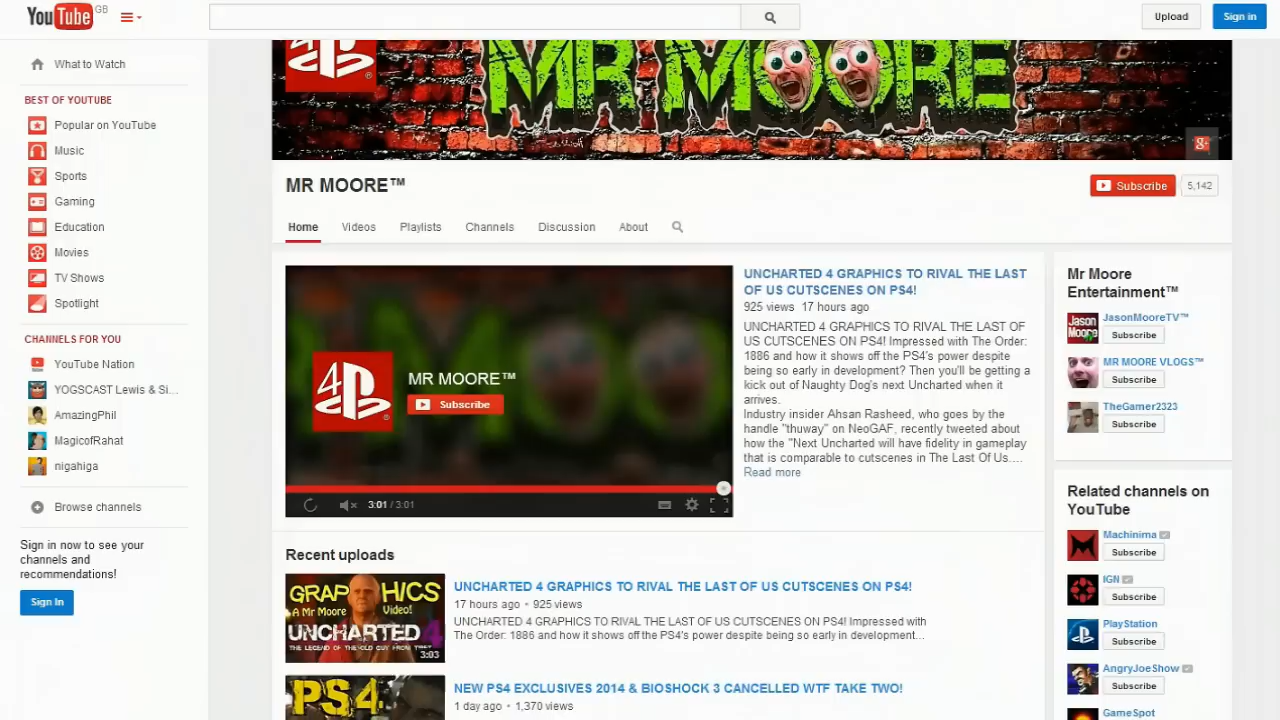 YouTube GB
Upload
Sign in
What to Watch
BEST OF YOUTUBE
Popular on YouTube
Music
Sports
Gaming
Education
Movies
TV Shows
Spotlight
CHANNELS FOR YOU
YouTube Nation
YOGSCAST Lewis & Si...
AmazingPhil
MagicofRahat
nigahiga
Browse channels
Sign in now to see your
channels and
recommendations!
Sign In
MR MOORE
MR MOORE™
Subscribe
5,142
Home
Videos
Playlists
Channels
Discussion
About
MR MOORE™
Subscribe
3:01 / 3:01
UNCHARTED 4 GRAPHICS TO RIVAL THE LAST
OF US CUTSCENES ON PS4!
925 views 17 hours ago
UNCHARTED 4 GRAPHICS TO RIVAL THE LAST OF
US CUTSCENES ON PS4! Impressed with The Order:
1886 and how it shows off the PS4's power despite
being so early in development? Then you'll be getting a
kick out of Naughty Dog's next Uncharted when it
arrives.
Industry insider Ahsan Rasheed, who goes by the
handle "thuway" on NeoGAF, recently tweeted about
how the "Next Uncharted will have fidelity in gameplay
that is comparable to cutscenes in The Last Of Us....
Read more
Recent uploads
GRAPHICS
A Mr Moore Video!
UNCHARTED 4
3:03
UNCHARTED 4 GRAPHICS TO RIVAL THE LAST OF US CUTSCENES ON PS4!
17 hours ago • 925 views
UNCHARTED 4 GRAPHICS TO RIVAL THE LAST OF US CUTSCENES ON PS4! Impressed with
The Order: 1886 and how it shows off the PS4's power despite being so early in development...
PS4
NEW PS4 EXCLUSIVES 2014 & BIOSHOCK 3 CANCELLED WTF TAKE TWO!
1 day ago • 1,370 views
Mr Moore
Entertainment™
Jason
Moore
JasonMooreTV™
Subscribe
MR MOORE VLOGS™
Subscribe
TheGamer2323
Subscribe
Related channels on
YouTube
Machinima
Subscribe
IGN
Subscribe
PlayStation
Subscribe
AngryJoeShow
Subscribe
GameSpot